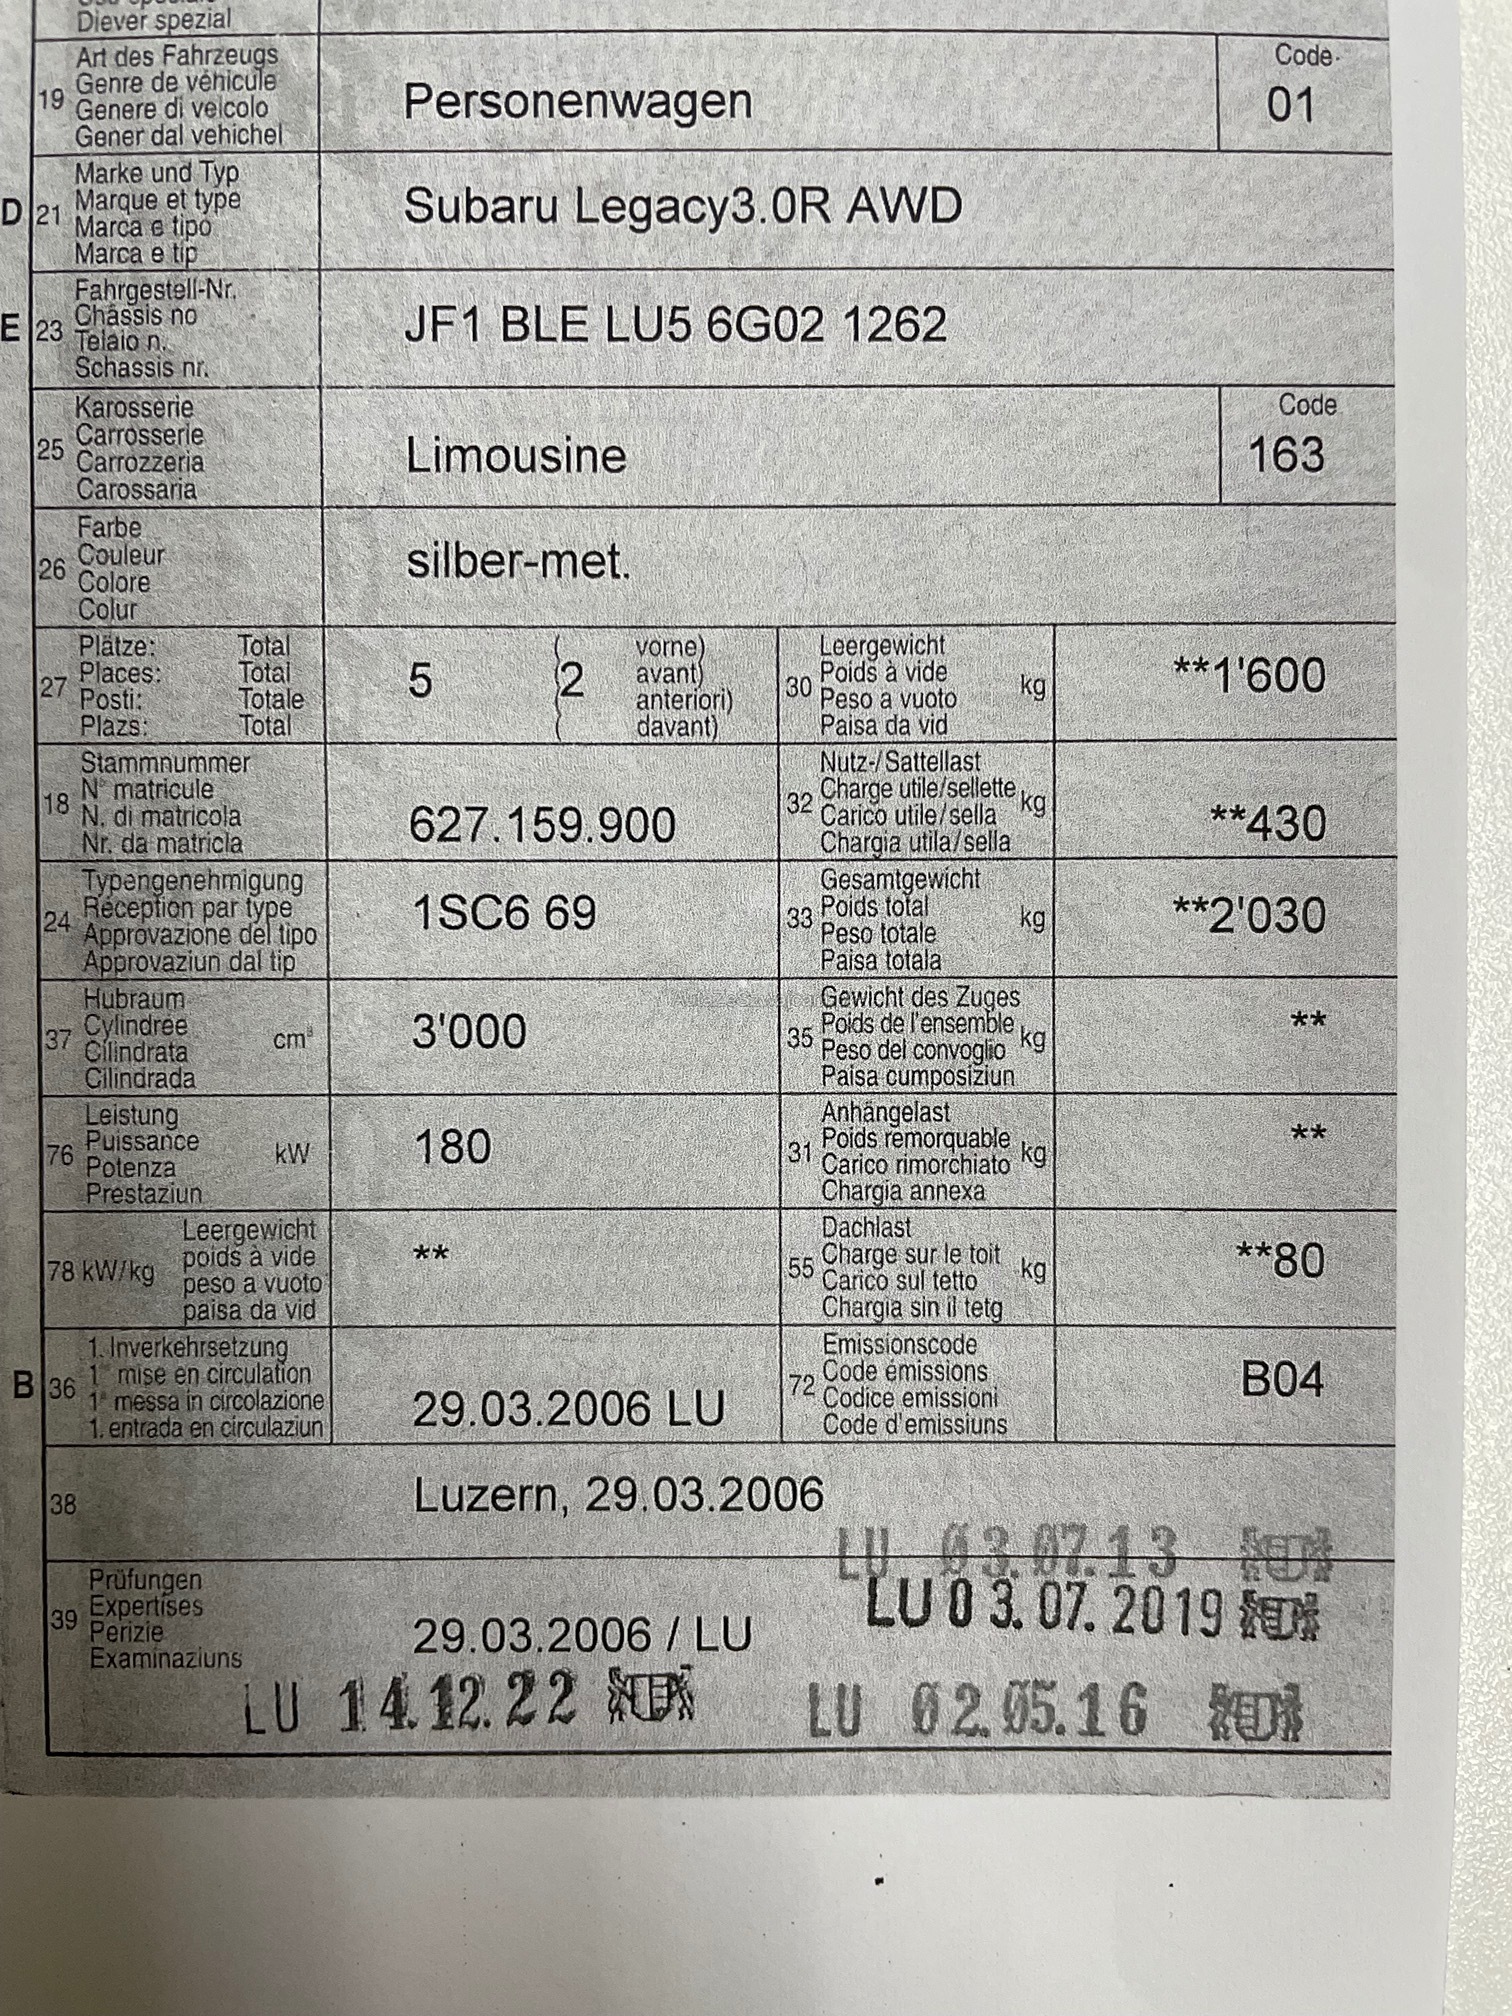 Diever spezial
19 Art des Fahrzeugs
Genre de véhicule
Genere di veicolo
Gener dal vehichel
Personenwagen
Code
01
D 21 Marke und Typ
Marque et type
Marca e tipo
Marca e tip
Subaru Legacy3.0R AWD
E 23 Fahrgestell-Nr.
Châssis no
Telaio n.
Schassis nr.
JF1 BLE LU5 6G02 1262
25 Karosserie
Carrosserie
Carrozzeria
Carossaria
Limousine
Code
163
26 Farbe
Couleur
Colore
Colur
silber-met.
27 Plätze: Total
Places: Total
Posti: Totale
Plazs: Total
5 (2 vorne)
avant)
anteriori)
davant)
30 Leergewicht
Poids à vide
Peso a vuoto
Paisa da vid
kg
**1'600
18 Stammnummer
N° matricule
N. di matricola
Nr. da matricla
627.159.900
32 Nutz-/Sattellast
Charge utile/sellette
Carico utile/sella
Chargia utila/sella
kg
**430
24 Typengenehmigung
Réception par type
Approvazione del tipo
Approvaziun dal tip
1SC6 69
33 Gesamtgewicht
Poids total
Peso totale
Paisa totala
kg
**2'030
37 Hubraum
Cylindrée
Cilindrata
Cilindrada
cm³
3'000
35 Gewicht des Zuges
Poids de l'ensemble
Peso del convoglio
Paisa cumposiziun
kg
**
76 Leistung
Puissance
Potenza
Prestaziun
kW
180
31 Anhängelast
Poids remorquable
Carico rimorchiato
Chargia annexa
kg
**
78 kW/kg
Leergewicht
poids à vide
peso a vuoto
paisa da vid
**
55 Dachlast
Charge sur le toit
Carico sul tetto
Chargia sin il tetg
kg
**80
B 36 1. Inverkehrsetzung
mise en circulation
messa in circolazione
1. entrada en circulaziun
29.03.2006 LU
72 Emissionscode
Code émissions
Codice emissioni
Code d'emissiuns
B04
38
Luzern, 29.03.2006
LU 03.07.13
39 Prüfungen
Expertises
Perizie
Examinaziuns
29.03.2006 / LU
LU 03.07.2019
LU 14.12.22
LU 02.05.16